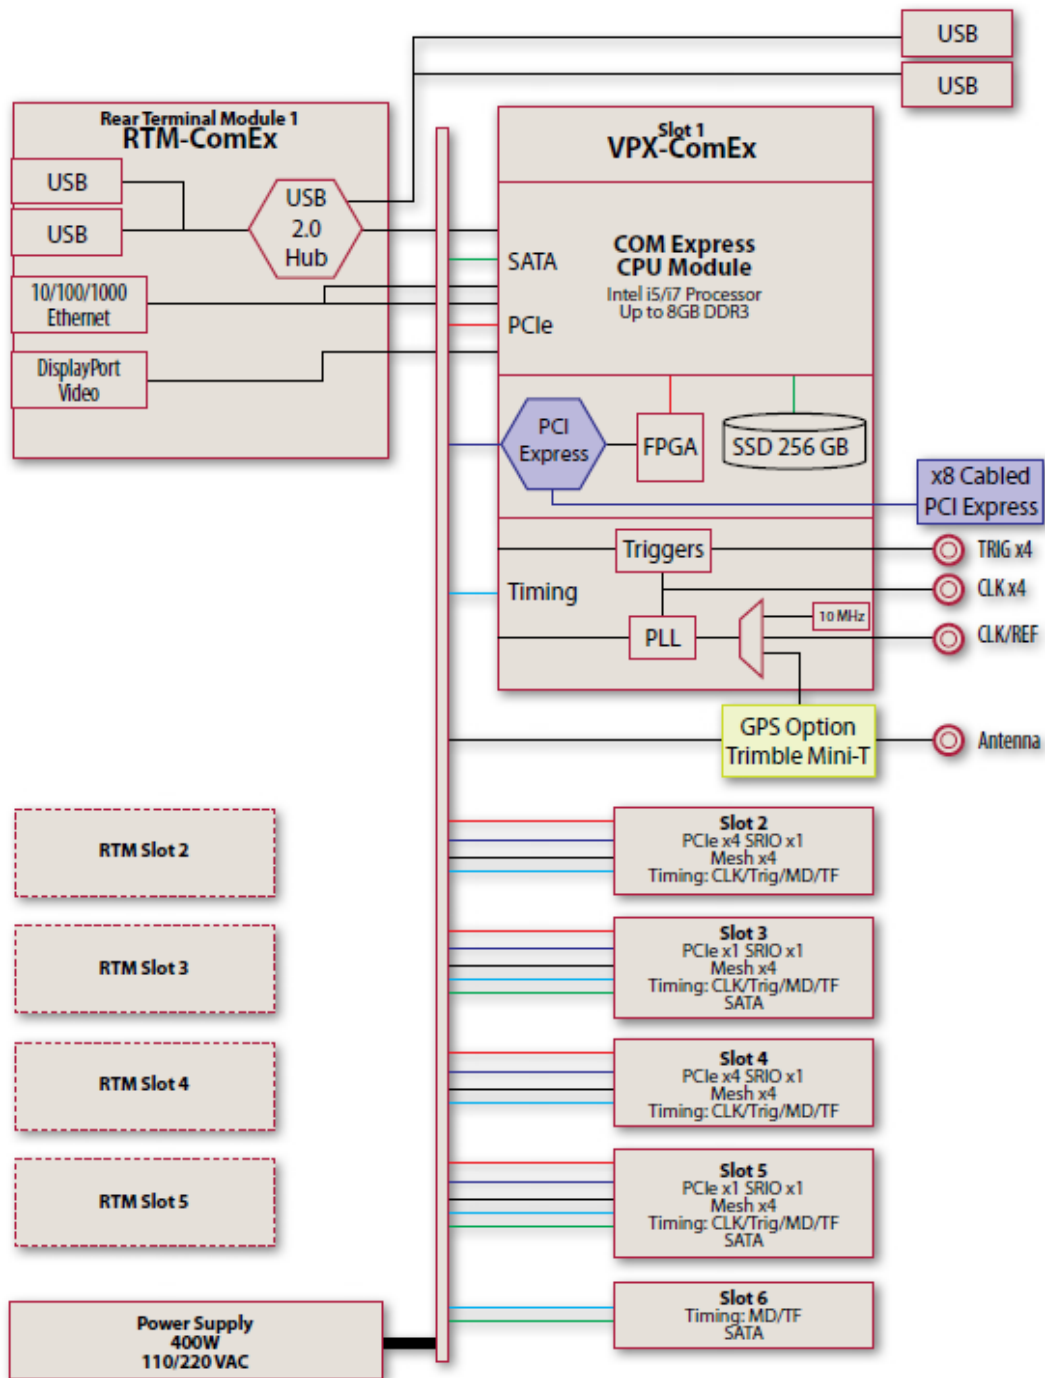 USB
USB
Rear Terminal Module 1
RTM-ComEx
USB
USB
USB
2.0
Hub
10/100/1000
Ethernet
DisplayPort
Video
Slot 1
VPX-ComEx
COM Express
CPU Module
Intel i5/i7 Processor
Up to 8GB DDR3
SATA
PCIe
PCI
Express
FPGA
SSD 256 GB
x8 Cabled
PCI Express
Triggers
TRIG x4
Timing
CLK x4
10 MHz
PLL
CLK/REF
GPS Option
Trimble Mini-T
Antenna
RTM Slot 2
Slot 2
PCIe x4 SRIO x1
Mesh x4
Timing: CLK/Trig/MD/TF
RTM Slot 3
Slot 3
PCIe x1 SRIO x1
Mesh x4
Timing: CLK/Trig/MD/TF
SATA
RTM Slot 4
Slot 4
PCIe x4 SRIO x1
Mesh x4
Timing: CLK/Trig/MD/TF
RTM Slot 5
Slot 5
PCIe x1 SRIO x1
Mesh x4
Timing: CLK/Trig/MD/TF
SATA
Slot 6
Timing: MD/TF
SATA
Power Supply
400W
110/220 VAC